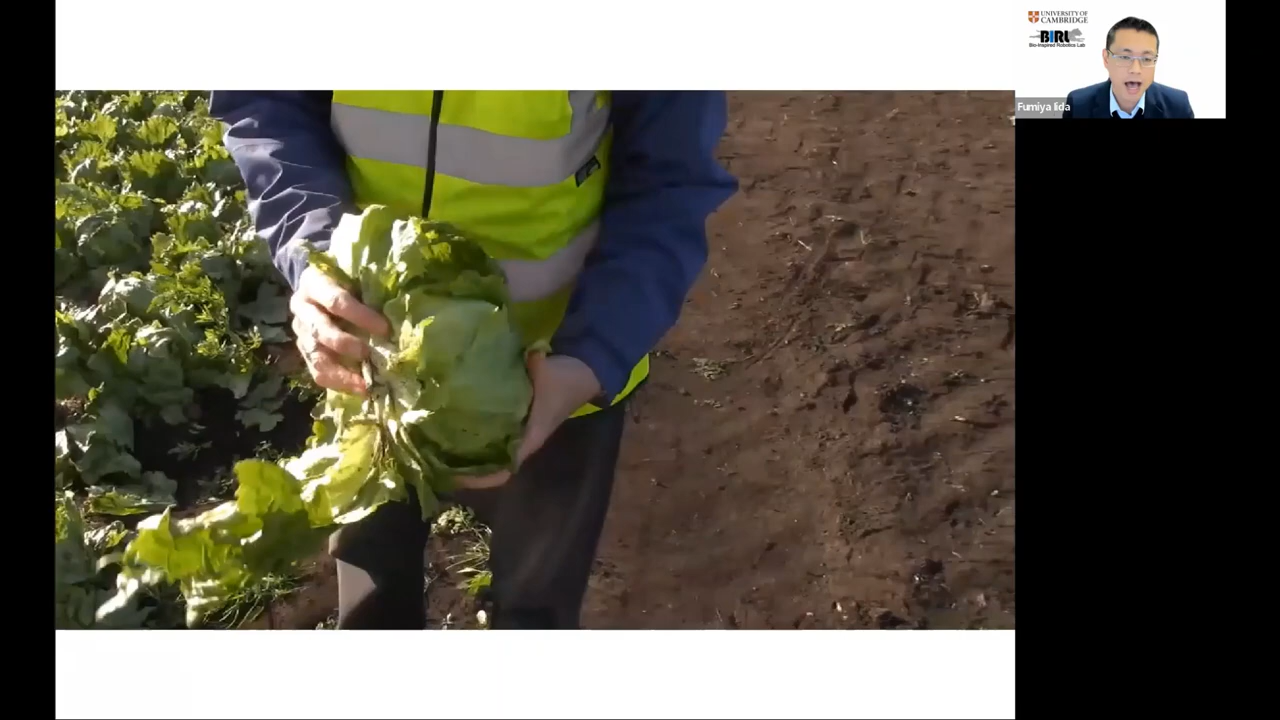 UNIVERSITY OF
CAMBRIDGE
BIRL
Bio-Inspired Robotics Lab
Fumiya Iida